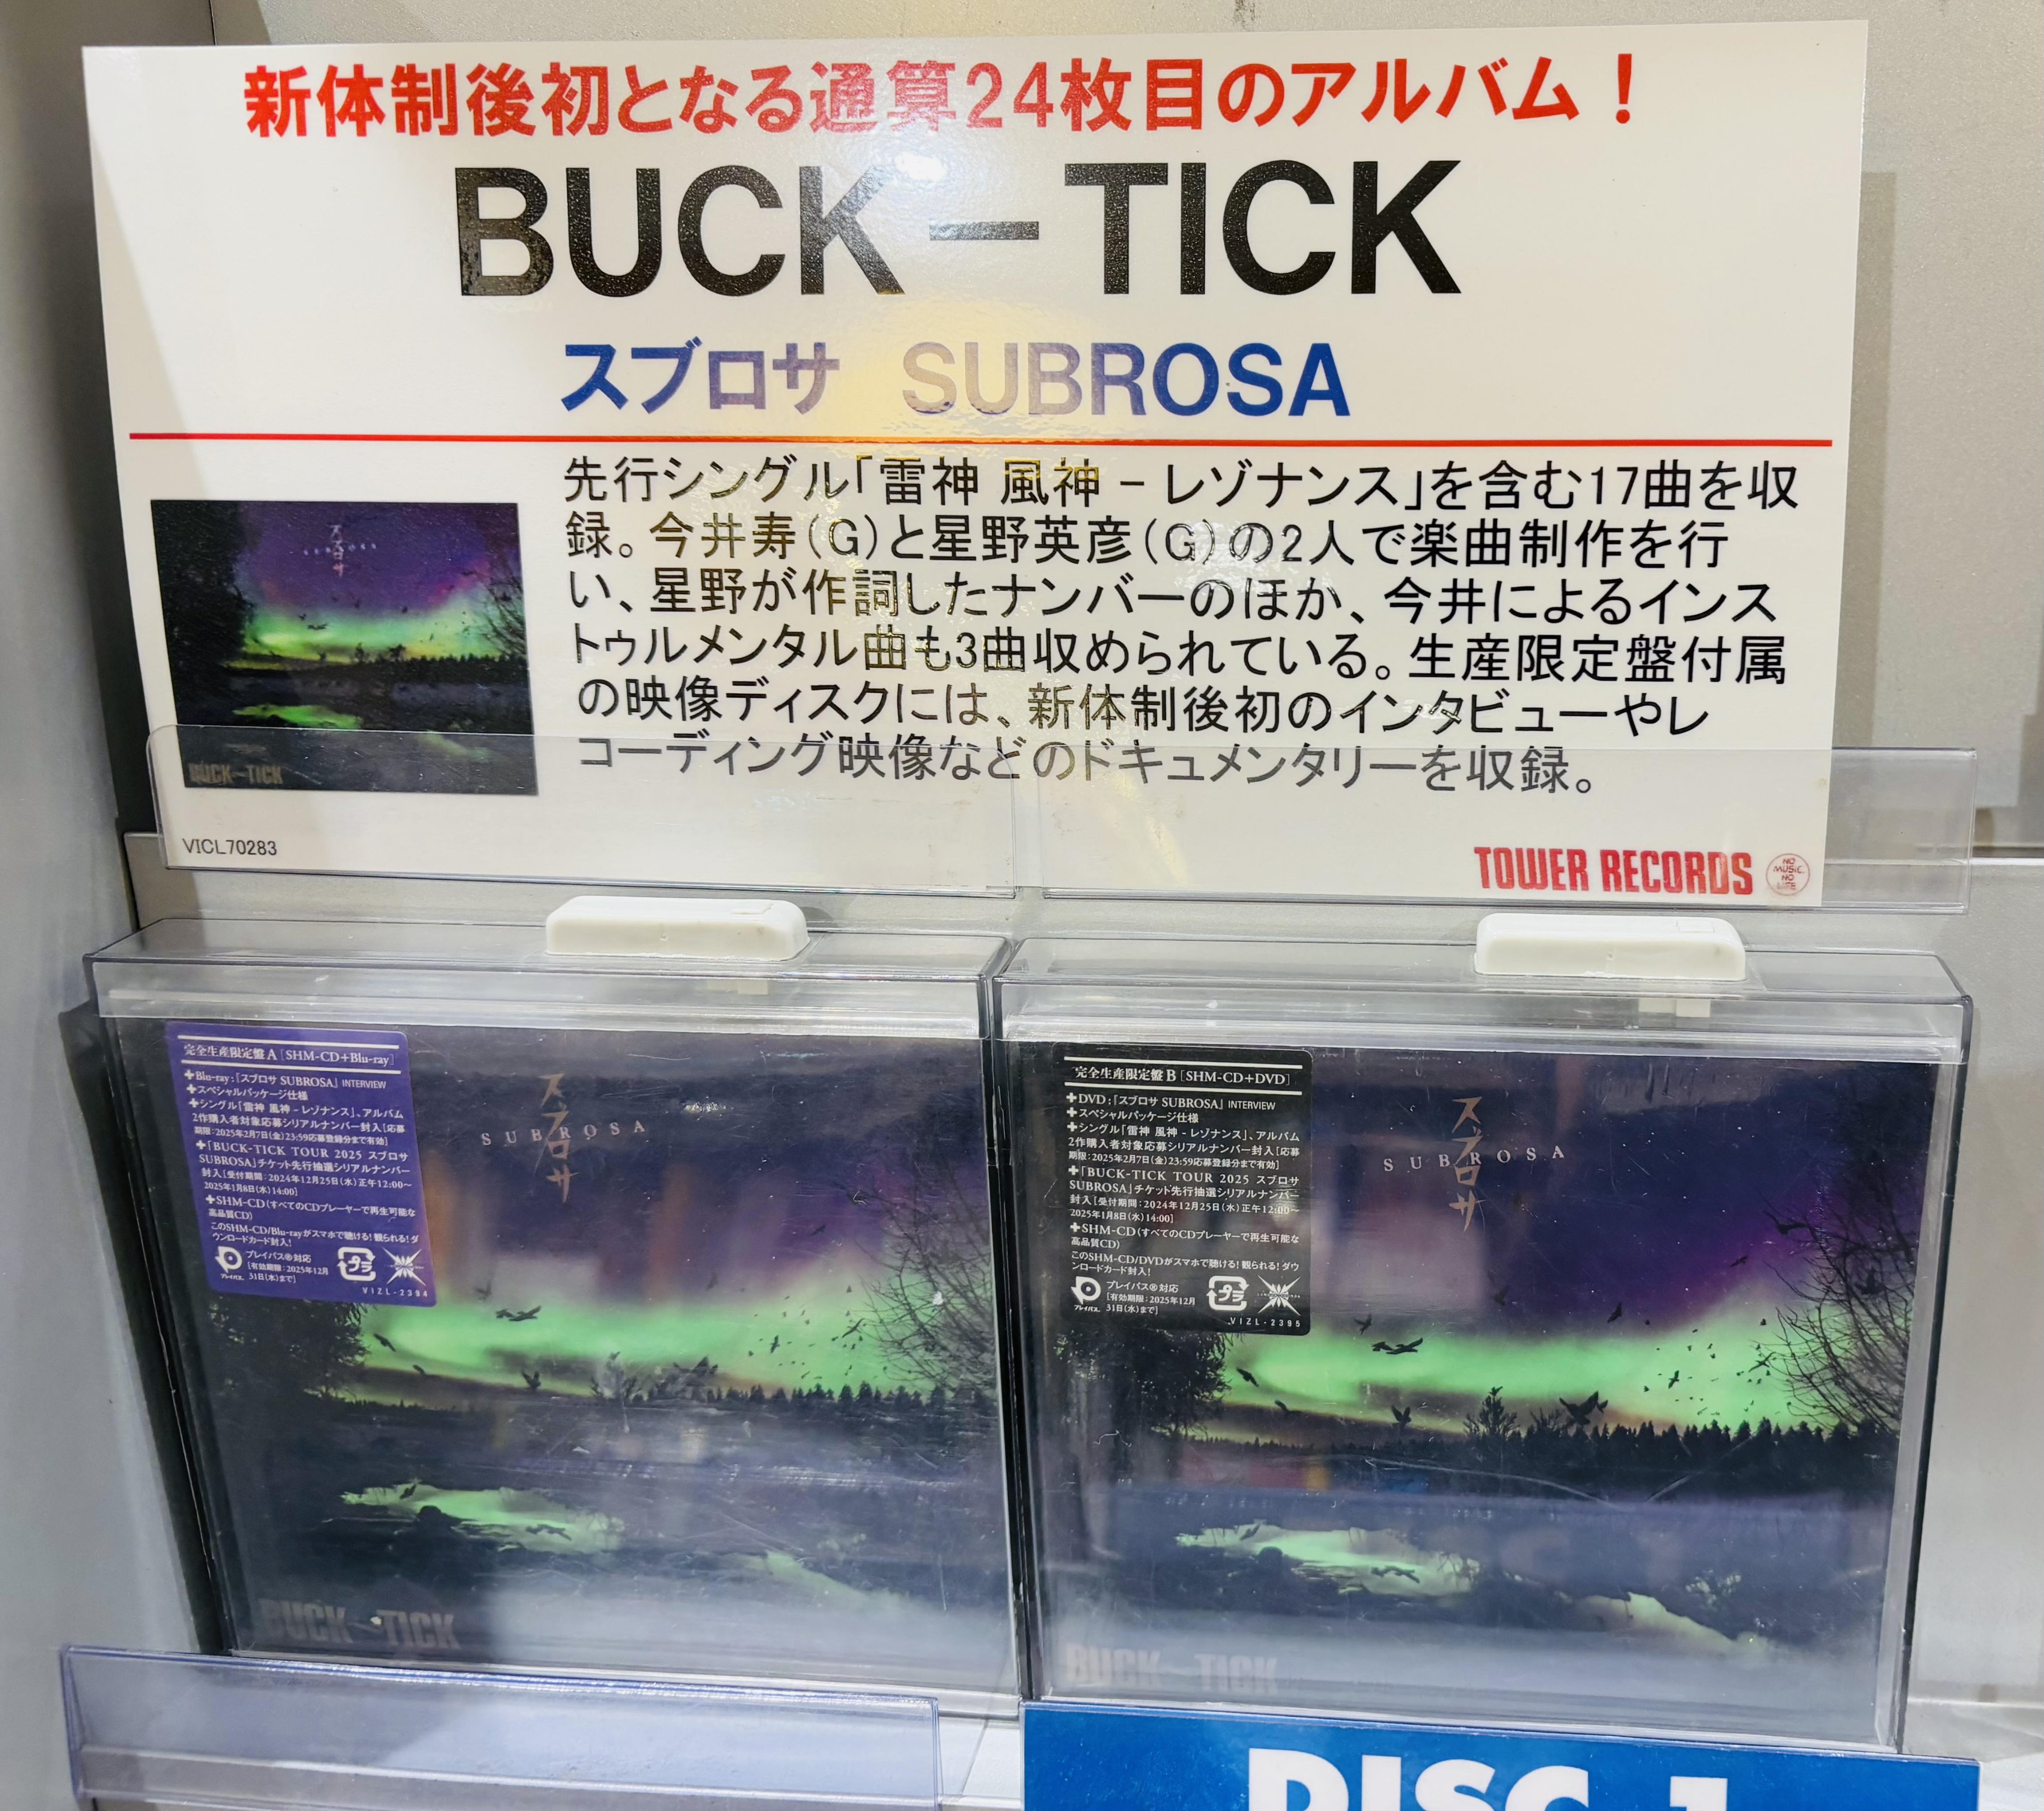 新体制後初となる通算24枚目のアルバム!
BUCK-TICK
スブロサ SUBROSA
先行シングル「雷神 風神 - レゾナンス」を含む17曲を収
録。今井寿(G)と星野英彦(G)の2人で楽曲制作を行
い、星野が作詞したナンバーのほか、今井によるインス
トゥルメンタル曲も3曲収められている。生産限定盤付属
の映像ディスクには、新体制後初のインタビューやレ
コーディング映像などのドキュメンタリーを収録。
スブロサ
SUBROSA
BUCK-TICK
VICL70283
TOWER RECORDS
NO MUSIC, NO LIFE
完全生産限定盤A [SHM-CD+Blu-ray]
✚Blu-ray:『スブロサ SUBROSA』 INTERVIEW
✚スペシャルパッケージ仕様
✚シングル「雷神 風神 - レゾナンス」、アルバム
2作購入者対象応募シリアルナンバー封入[応募
期限:2025年2月7日(金)23:59応募登録分まで有効]
✚「BUCK-TICK TOUR 2025 スブロサ
SUBROSA」チケット先行抽選シリアルナンバー
封入[受付期間:2024年12月25日(水)正午12:00~
2025年1月8日(水)14:00]
✚SHM-CD(すべてのCDプレーヤーで再生可能な
高品質CD)
このSHM-CD/Blu-rayがスマホで聴ける!観られる!ダ
ウンロードカード封入!
プレイパス®対応
[有効期限:2025年12月
31日(水)まで]
プレイパス
プラ
VIZL-2394
スブロサ
SUBROSA
BUCK-TICK
完全生産限定盤B [SHM-CD+DVD]
✚DVD:『スブロサ SUBROSA』 INTERVIEW
✚スペシャルパッケージ仕様
✚シングル「雷神 風神 - レゾナンス」、アルバム
2作購入者対象応募シリアルナンバー封入[応募
期限:2025年2月7日(金)23:59応募登録分まで有効]
✚「BUCK-TICK TOUR 2025 スブロサ
SUBROSA」チケット先行抽選シリアルナンバー
封入[受付期間:2024年12月25日(水)正午12:00~
2025年1月8日(水)14:00]
✚SHM-CD(すべてのCDプレーヤーで再生可能な
高品質CD)
このSHM-CD/DVDがスマホで聴ける!観られる!ダウ
ンロードカード封入!
プレイパス®対応
[有効期限:2025年12月
31日(水)まで]
プレイパス
プラ
VIZL-2395
スブロサ
SUBROSA
BUCK-TICK
DISC 1